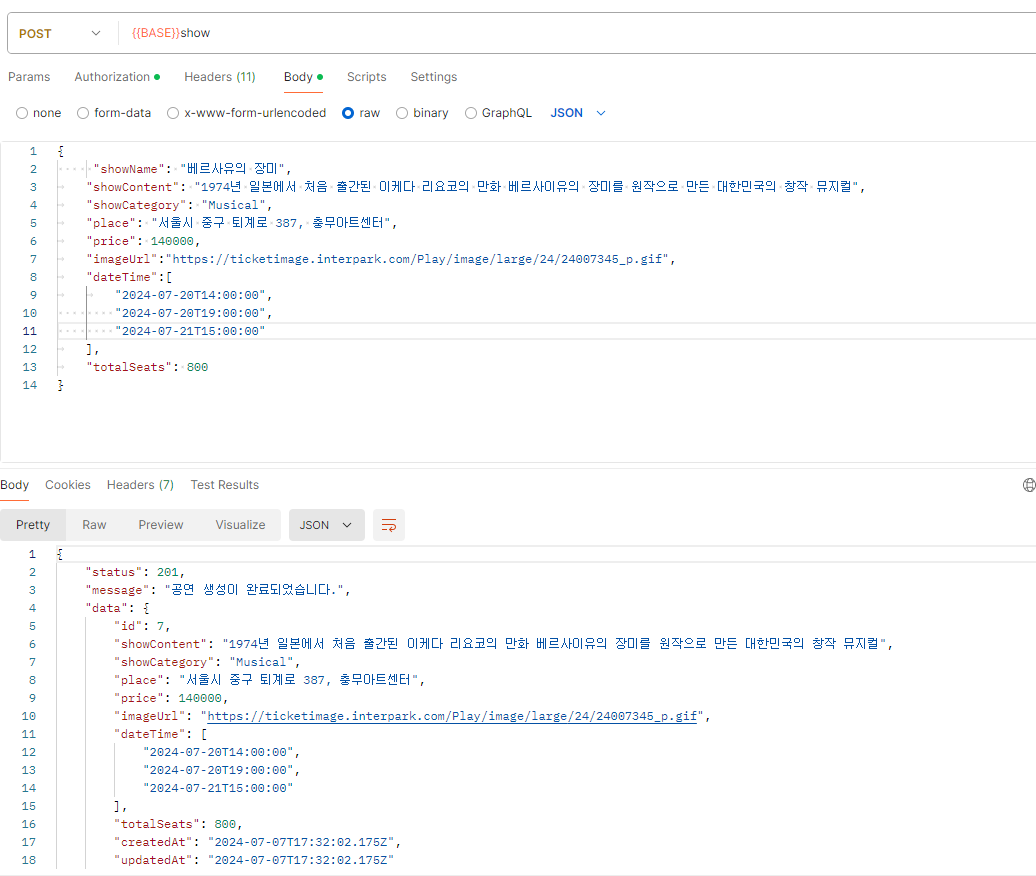 POST {{BASE}}show
Params Authorization Headers (11) Body Scripts Settings
none form-data x-www-form-urlencoded raw binary GraphQL JSON
1 {
2 "showName": "베르사유의 장미",
3 "showContent": "1974년 일본에서 처음 출간된 이케다 리요코의 만화 베르사이유의 장미를 원작으로 만든 대한민국의 창작 뮤지컬",
4 "showCategory": "Musical",
5 "place": "서울시 중구 퇴계로 387, 충무아트센터",
6 "price": 140000,
7 "imageUrl":"https://ticketimage.interpark.com/Play/image/large/24/24007345_p.gif",
8 "dateTime":[
9 "2024-07-20T14:00:00",
10 "2024-07-20T19:00:00",
11 "2024-07-21T15:00:00"
12 ],
13 "totalSeats": 800
14 }
Body Cookies Headers (7) Test Results
Pretty Raw Preview Visualize JSON
1 {
2 "status": 201,
3 "message": "공연 생성이 완료되었습니다.",
4 "data": {
5 "id": 7,
6 "showContent": "1974년 일본에서 처음 출간된 이케다 리요코의 만화 베르사이유의 장미를 원작으로 만든 대한민국의 창작 뮤지컬",
7 "showCategory": "Musical",
8 "place": "서울시 중구 퇴계로 387, 충무아트센터",
9 "price": 140000,
10 "imageUrl": "https://ticketimage.interpark.com/Play/image/large/24/24007345_p.gif",
11 "dateTime": [
12 "2024-07-20T14:00:00",
13 "2024-07-20T19:00:00",
14 "2024-07-21T15:00:00"
15 ],
16 "totalSeats": 800,
17 "createdAt": "2024-07-07T17:32:02.175Z",
18 "updatedAt": "2024-07-07T17:32:02.175Z"